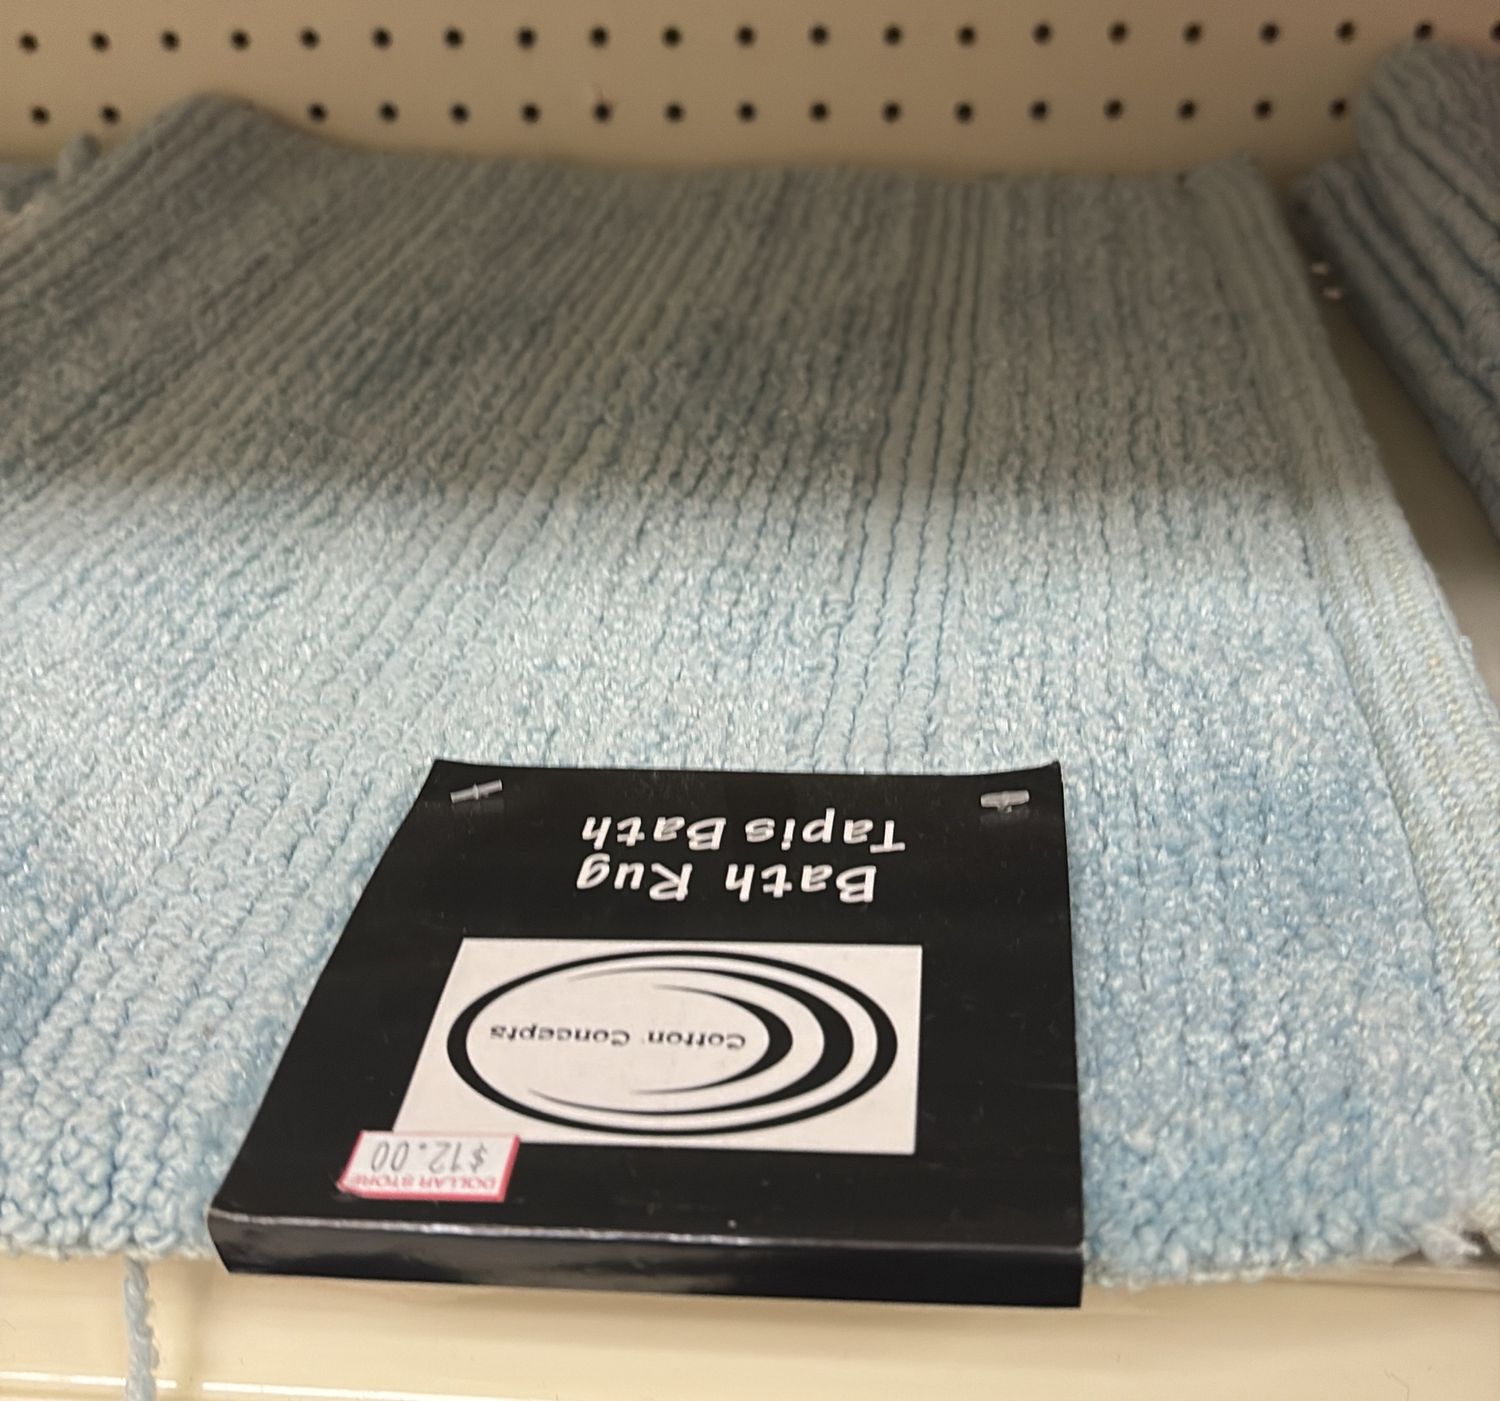 Bath Rug
Tapis Bath
Cotton Concepts
DOLLAR STORE
$12.00